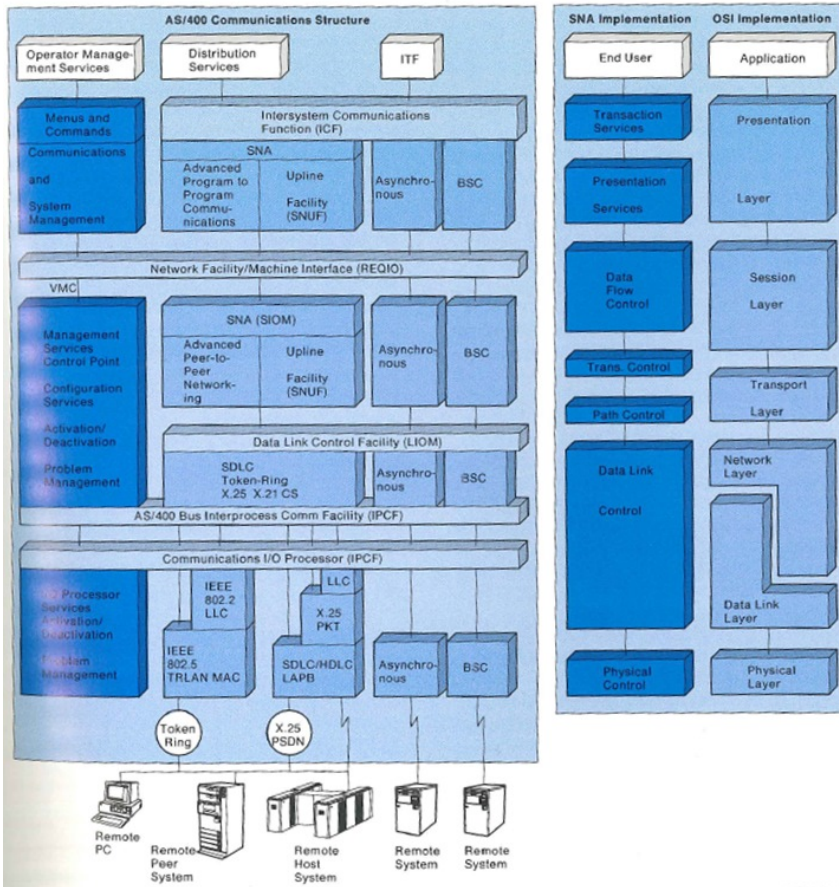 AS/400 Communications Structure
Operator Manage-
ment Services
Distribution
Services
ITF
Menus and
Commands
Communications
and
System
Management
Intersystem Communications
Function (ICF)
SNA
Advanced
Program to
Program
Commu-
nications
Upline
Facility
(SNUF)
Asynchro-
nous
BSC
Network Facility/Machine Interface (REQIO)
VMC
Management
Services
Control Point
Configuration
Services
Activation/
Deactivation
Problem
Management
SNA (SIOM)
Advanced
Peer-to-
Peer
Network-
ing
Upline
Facility
(SNUF)
Asynchro-
nous
BSC
Data Link Control Facility (LIOM)
SDLC
Token-Ring
X.25 X.21 CS
Asynchro-
nous
BSC
AS/400 Bus Interprocess Comm Facility (IPCF)
Communications I/O Processor (IPCF)
I/O Processor
Services
Activation/
Deactivation
Problem
Management
IEEE
802.2
LLC
IEEE
802.5
TRLAN MAC
LLC
X.25
PKT
SDLC/HDLC
LAPB
Asynchro-
nous
BSC
Token
Ring
X.25
PSDN
Remote
PC
Remote
Peer
System
Remote
Host
System
Remote
System
Remote
System
SNA Implementation
End User
Transaction
Services
Presentation
Services
Data
Flow
Control
Trans. Control
Path Control
Data Link
Control
Physical
Control
OSI Implementation
Application
Presentation
Layer
Session
Layer
Transport
Layer
Network
Layer
Data Link
Layer
Physical
Layer